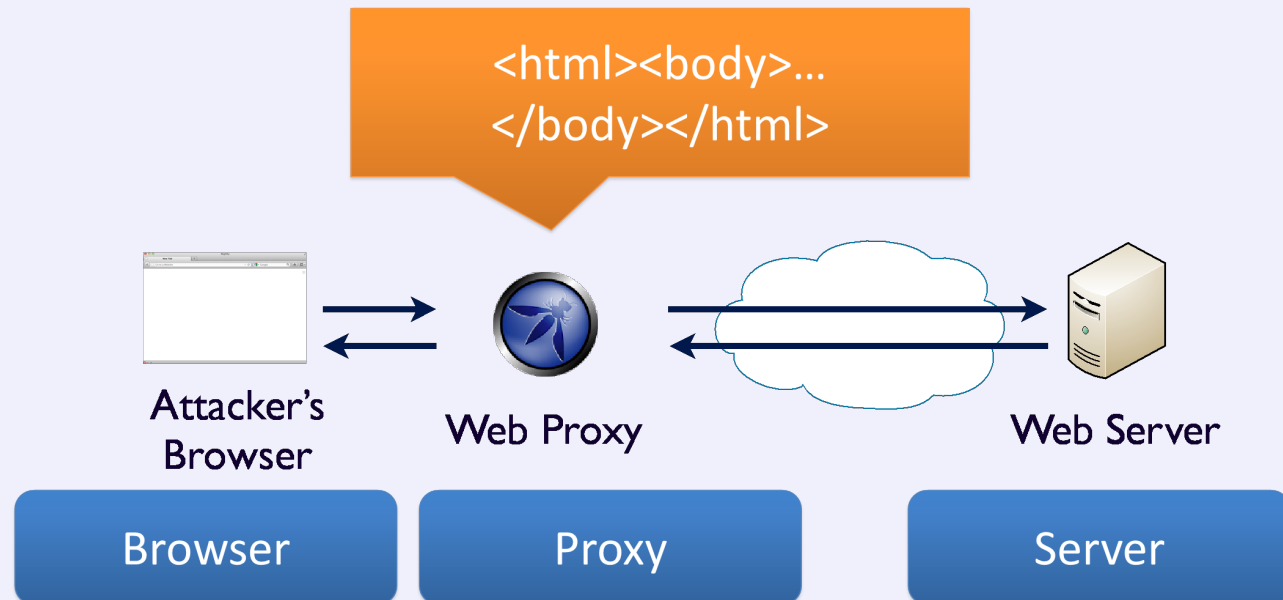 <html><body>…
</body></html>
Attacker's
Browser
Web Proxy
Web Server
Browser
Proxy
Server